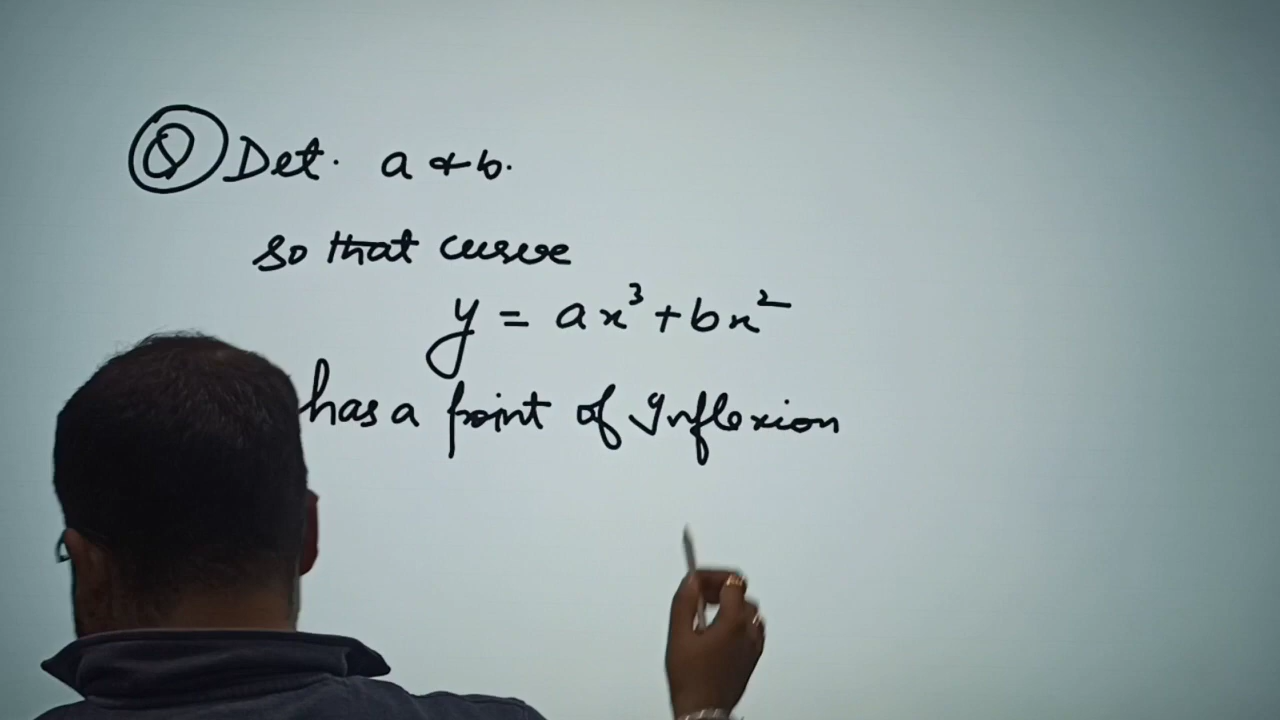 Q Det. a & b.
so that curve
y = ax³ + bx²
has a point of Inflexion